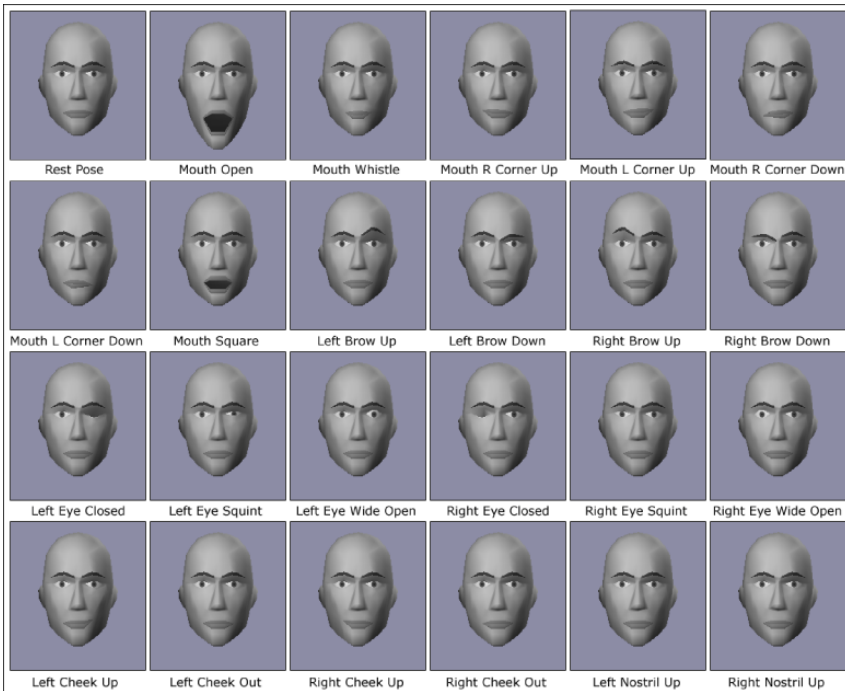 Rest Pose
Mouth Open
Mouth Whistle
Mouth R Corner Up
Mouth L Corner Up
Mouth R Corner Down
Mouth L Corner Down
Mouth Square
Left Brow Up
Left Brow Down
Right Brow Up
Right Brow Down
Left Eye Closed
Left Eye Squint
Left Eye Wide Open
Right Eye Closed
Right Eye Squint
Right Eye Wide Open
Left Cheek Up
Left Cheek Out
Right Cheek Up
Right Cheek Out
Left Nostril Up
Right Nostril Up